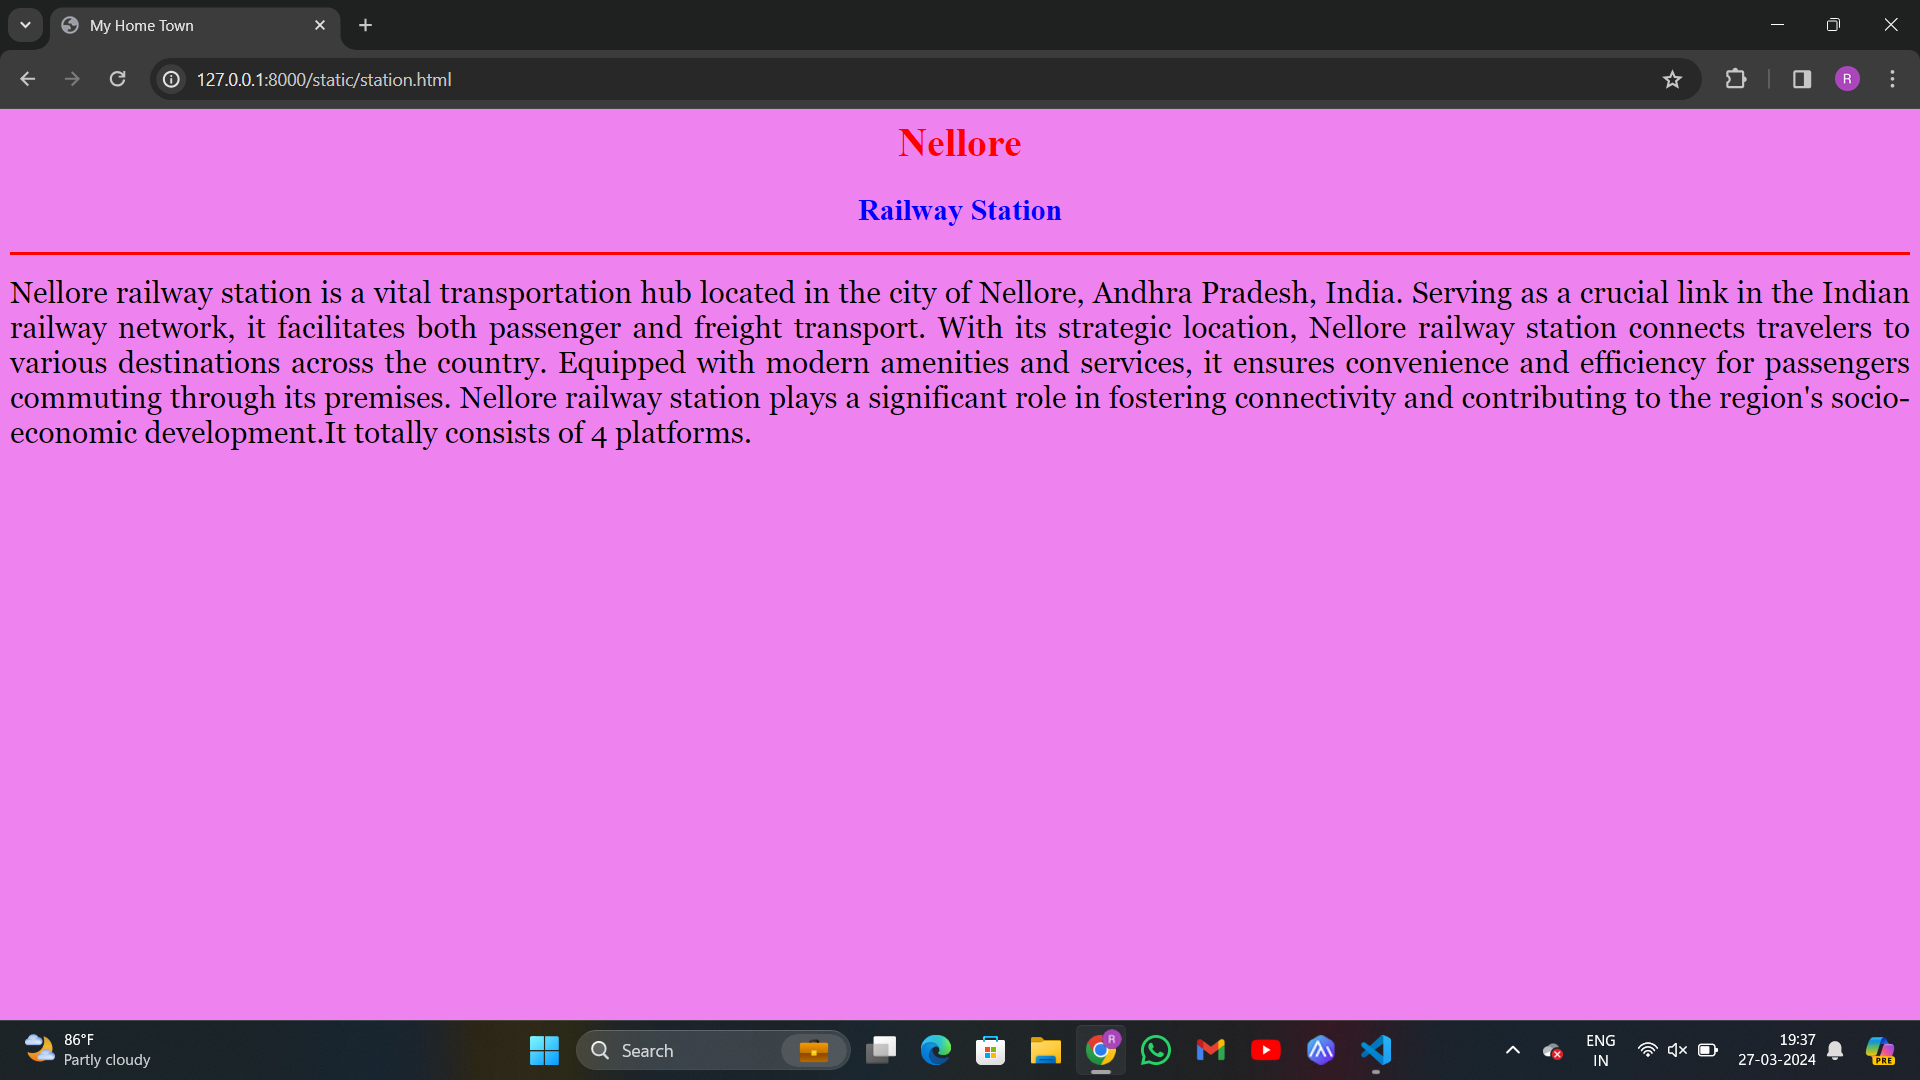 My Home Town
127.0.0.1:8000/static/station.html
R
Nellore
Railway Station
Nellore railway station is a vital transportation hub located in the city of Nellore, Andhra Pradesh, India. Serving as a crucial link in the Indian
railway network, it facilitates both passenger and freight transport. With its strategic location, Nellore railway station connects travelers to
various destinations across the country. Equipped with modern amenities and services, it ensures convenience and efficiency for passengers
commuting through its premises. Nellore railway station plays a significant role in fostering connectivity and contributing to the region's socio-
economic development.It totally consists of 4 platforms.
86°F
Partly cloudy
Search
R
ENG
IN
19:37
27-03-2024
PRE